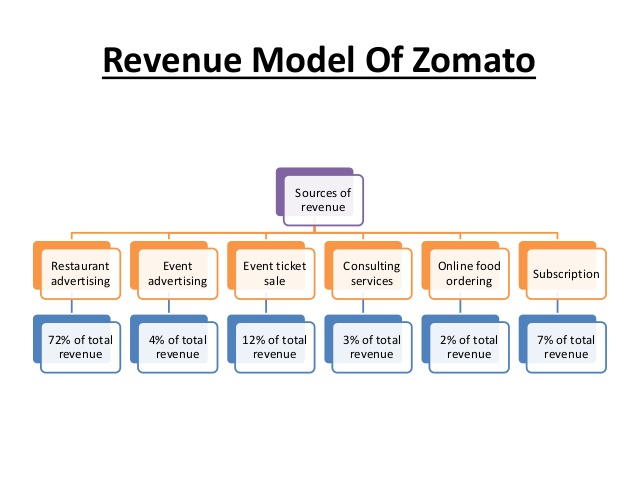 Revenue Model Of Zomato
Sources of
revenue
Restaurant
advertising
Event
advertising
Event ticket
sale
Consulting
services
Online food
ordering
Subscription
72% of total
revenue
4% of total
revenue
12% of total
revenue
3% of total
revenue
2% of total
revenue
7% of total
revenue